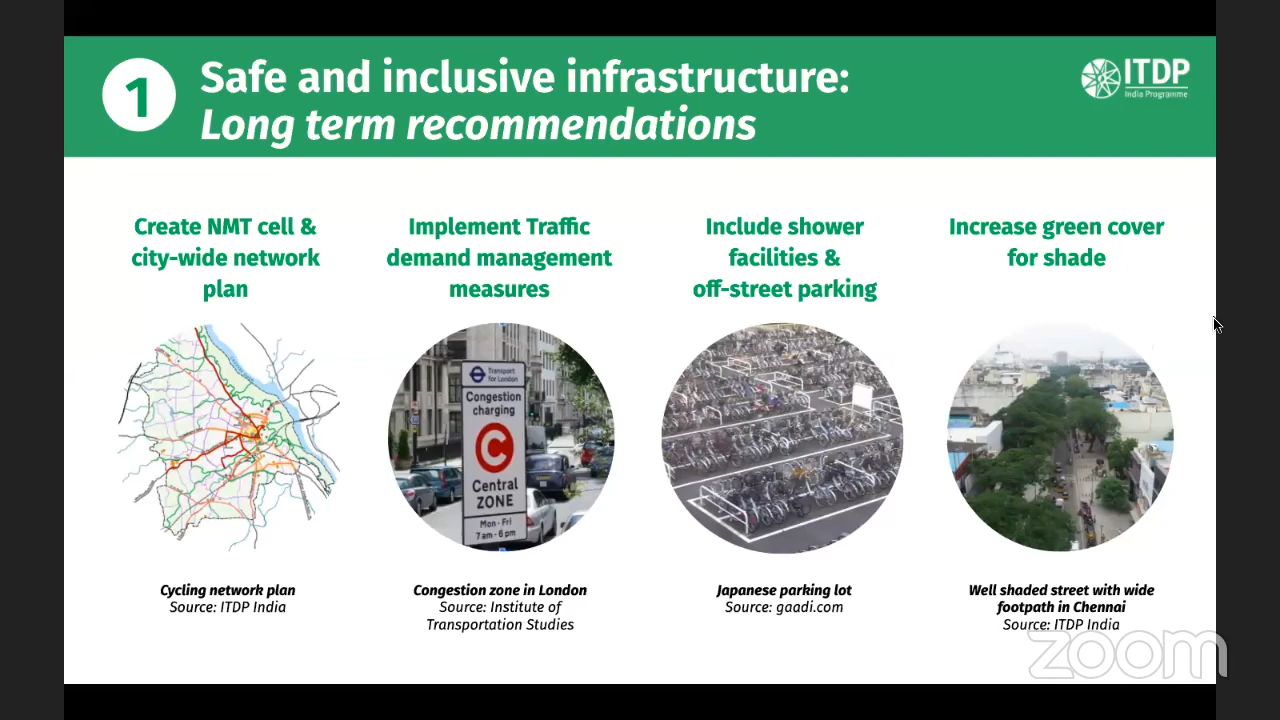 1
Safe and inclusive infrastructure:
Long term recommendations
ITDP
India Programme
Create NMT cell &
city-wide network
plan
Implement Traffic
demand management
measures
Include shower
facilities &
off-street parking
Increase green cover
for shade
Transport
for London
Congestion
charging
C
Central
ZONE
Mon - Fri
7 am - 6 pm
Cycling network plan
Source: ITDP India
Congestion zone in London
Source: Institute of
Transportation Studies
Japanese parking lot
Source: gaadi.com
Well shaded street with wide
footpath in Chennai
Source: ITDP India
zoom